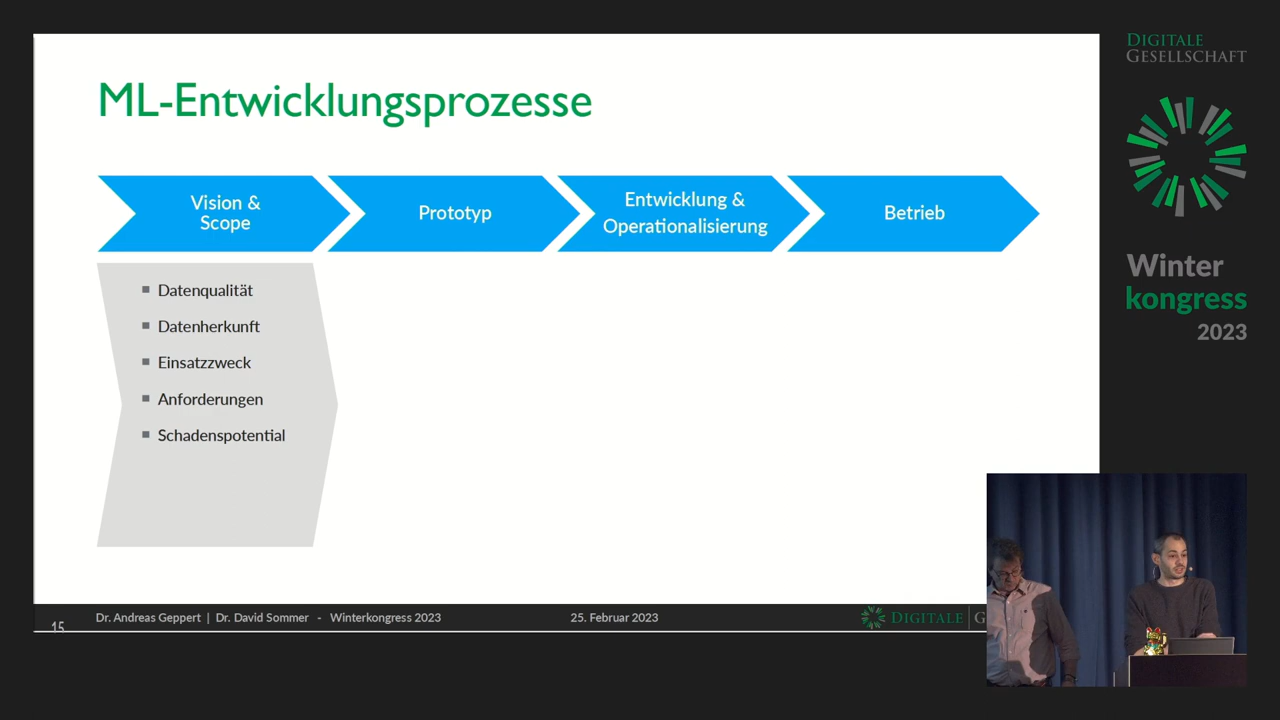 DIGITALE
GESELLSCHAFT
ML-Entwicklungsprozesse
Vision &
Scope
Prototyp
Entwicklung &
Operationalisierung
Betrieb
Datenqualität
Datenherkunft
Einsatzzweck
Anforderungen
Schadenspotential
Winter
kongress
2023
15
Dr. Andreas Geppert | Dr. David Sommer - Winterkongress 2023
25. Februar 2023
DIGITALE G